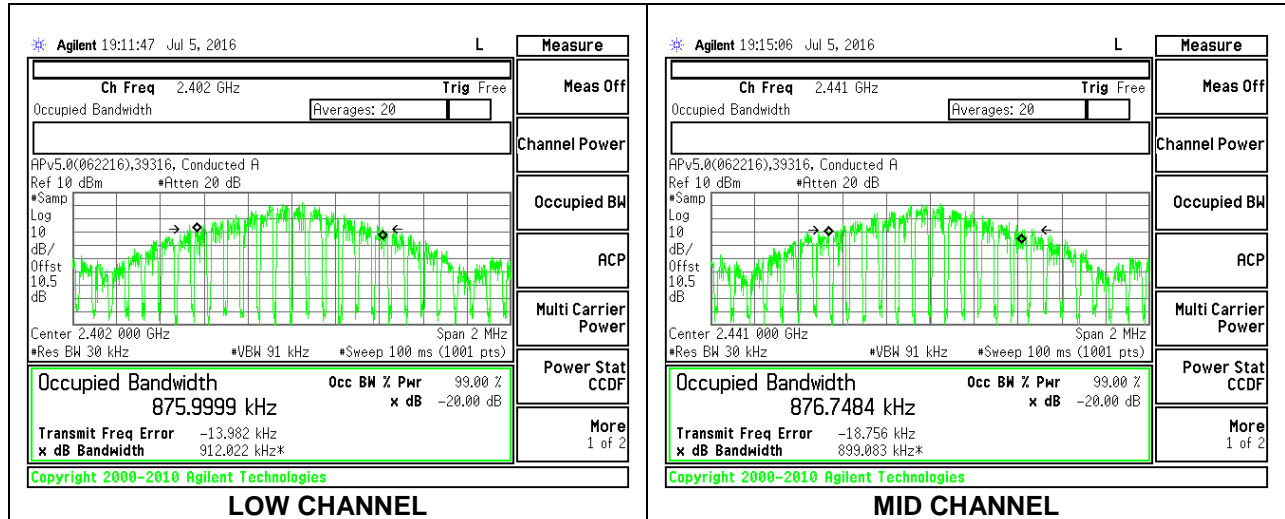 Agilent 19:11:47 Jul 5, 2016 L
Measure
Ch Freq 2.402 GHz Trig Free
Occupied Bandwidth Averages: 20
APv5.0(062216),39316, Conducted A
Ref 10 dBm #Atten 20 dB
#Samp
Log
10
dB/
Offst
10.5
dB
Center 2.402 000 GHz Span 2 MHz
#Res BW 30 kHz #VBW 91 kHz #Sweep 100 ms (1001 pts)
Occupied Bandwidth Occ BW % Pwr 99.00 %
875.9999 kHz x dB -20.00 dB
Transmit Freq Error -13.982 kHz
x dB Bandwidth 912.022 kHz*
Meas Off
Channel Power
Occupied BW
ACP
Multi Carrier
Power
Power Stat
CCDF
More
1 of 2
Copyright 2000-2010 Agilent Technologies
LOW CHANNEL
Agilent 19:15:06 Jul 5, 2016 L
Measure
Ch Freq 2.441 GHz Trig Free
Occupied Bandwidth Averages: 20
APv5.0(062216),39316, Conducted A
Ref 10 dBm #Atten 20 dB
#Samp
Log
10
dB/
Offst
10.5
dB
Center 2.441 000 GHz Span 2 MHz
#Res BW 30 kHz #VBW 91 kHz #Sweep 100 ms (1001 pts)
Occupied Bandwidth Occ BW % Pwr 99.00 %
876.7484 kHz x dB -20.00 dB
Transmit Freq Error -18.756 kHz
x dB Bandwidth 899.083 kHz*
Meas Off
Channel Power
Occupied BW
ACP
Multi Carrier
Power
Power Stat
CCDF
More
1 of 2
Copyright 2000-2010 Agilent Technologies
MID CHANNEL